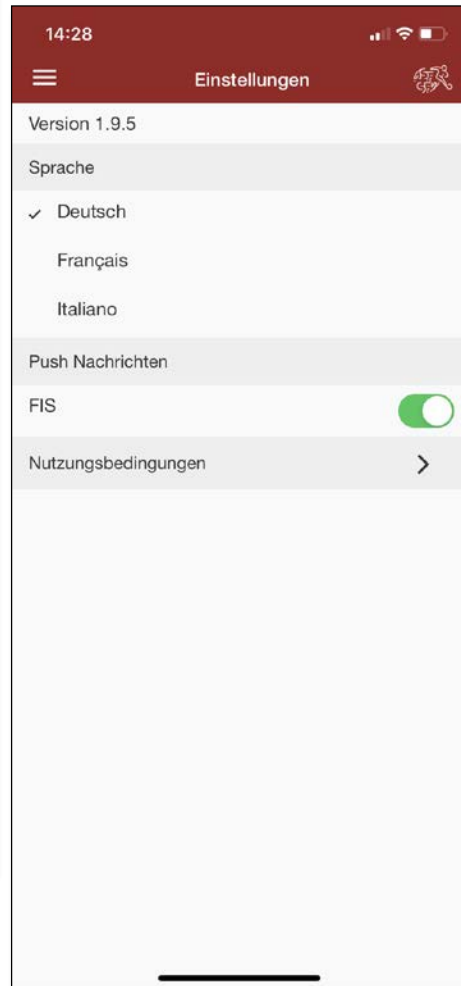 14:28
Einstellungen
Version 1.9.5
Sprache
Deutsch
Français
Italiano
Push Nachrichten
FIS
Nutzungsbedingungen